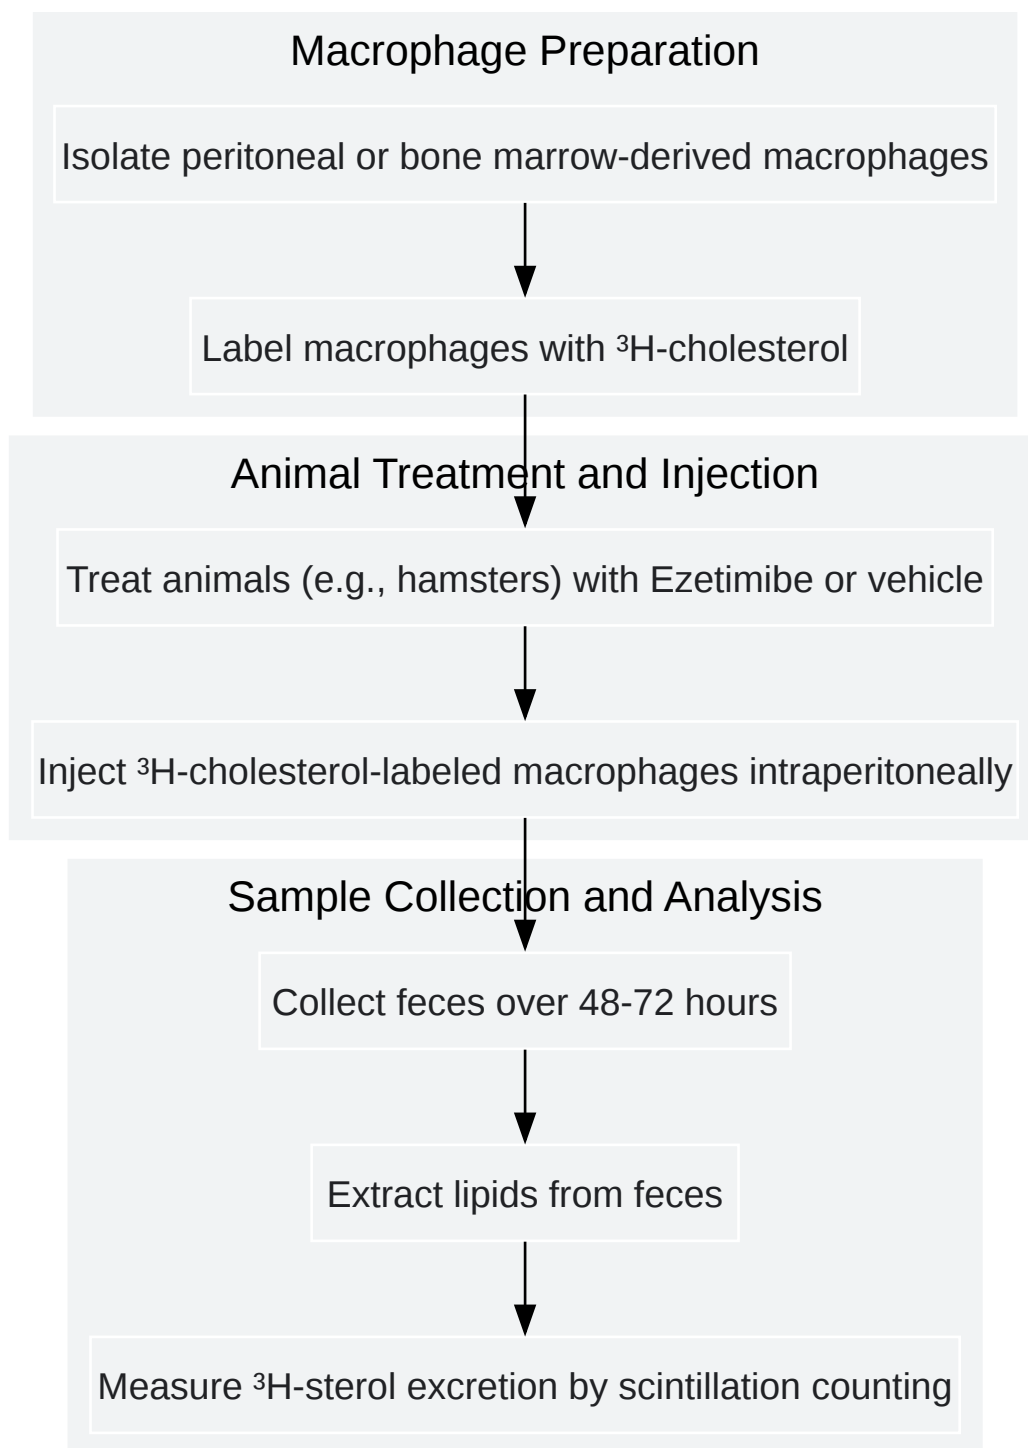 Macrophage Preparation
Isolate peritoneal or bone marrow-derived macrophages
Label macrophages with ³H-cholesterol
Animal Treatment and Injection
Treat animals (e.g., hamsters) with Ezetimibe or vehicle
Inject ³H-cholesterol-labeled macrophages intraperitoneally
Sample Collection and Analysis
Collect feces over 48-72 hours
Extract lipids from feces
Measure ³H-sterol excretion by scintillation counting